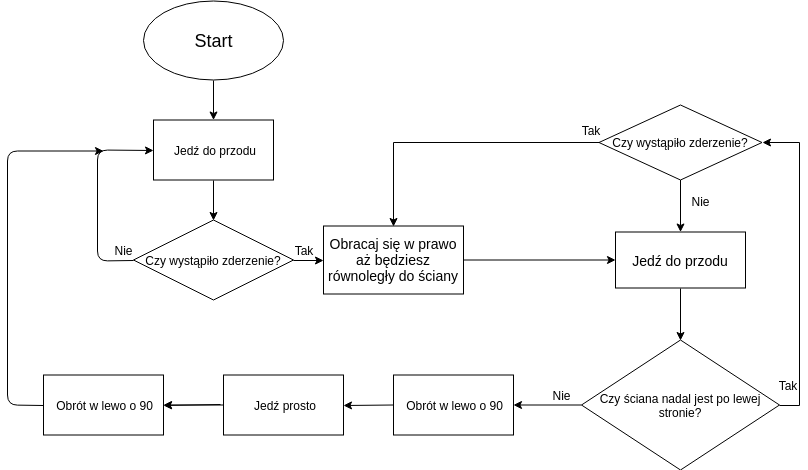 Start
Jedź do przodu
Czy wystąpiło zderzenie?
Nie
Tak
Obracaj się w prawo
aż będziesz
równoległy do ściany
Tak
Czy wystąpiło zderzenie?
Nie
Jedź do przodu
Czy ściana nadal jest po lewej
stronie?
Tak
Nie
Obrót w lewo o 90
Jedź prosto
Obrót w lewo o 90